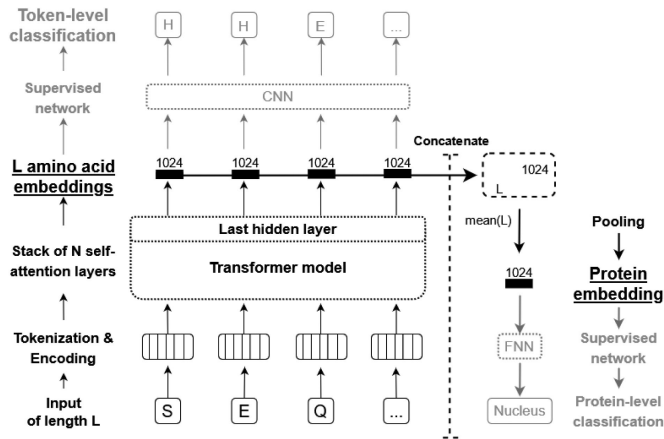 Token-level
classification
H H E ...
Supervised
network
CNN
L amino acid
embeddings
1024 1024 1024 1024
Concatenate
1024
L
mean(L)
Last hidden layer
Transformer model
Stack of N self-
attention layers
Pooling
1024
Protein
embedding
Tokenization &
Encoding
FNN
Supervised
network
Input
of length L
S E Q ...
Nucleus
Protein-level
classification